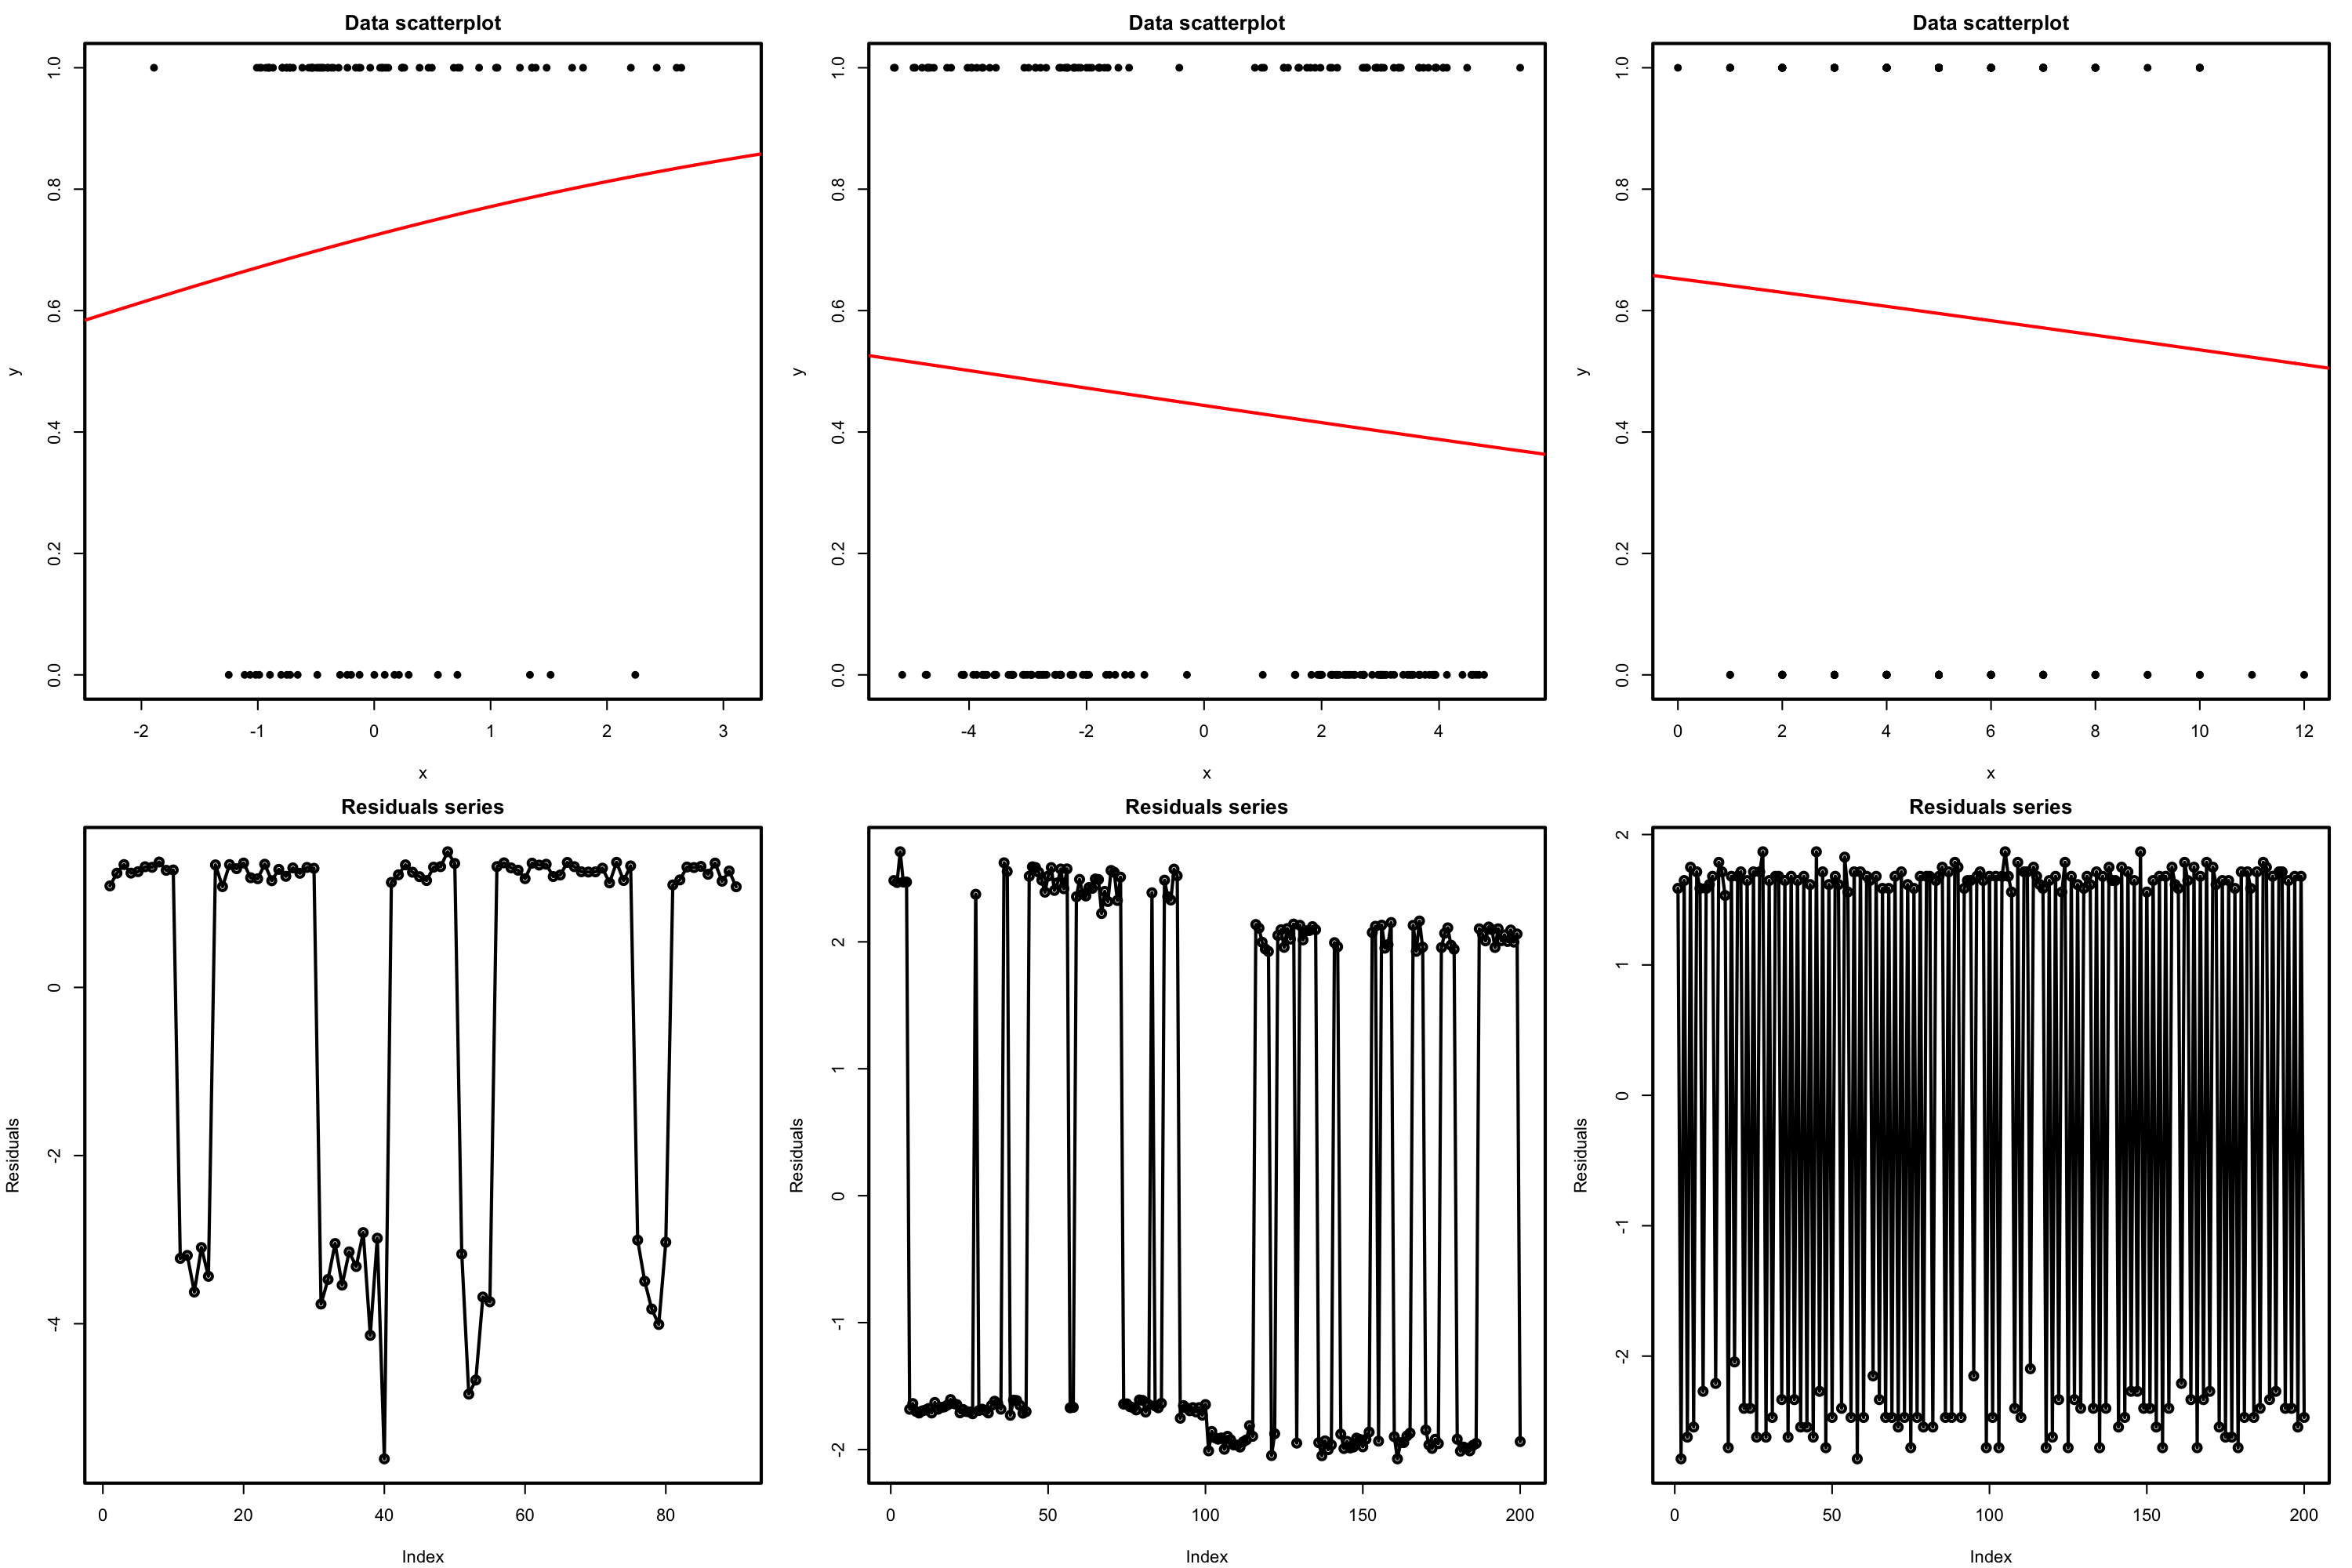 Data scatterplot
1.0
0.8
0.6
0.4
0.2
0.0
y
-2 -1 0 1 2 3
x
Data scatterplot
1.0
0.8
0.6
0.4
0.2
0.0
y
-4 -2 0 2 4
x
Data scatterplot
1.0
0.8
0.6
0.4
0.2
0.0
y
0 2 4 6 8 10 12
x
Residuals series
0
-2
-4
Residuals
0 20 40 60 80
Index
Residuals series
2
1
0
-1
-2
Residuals
0 50 100 150 200
Index
Residuals series
2
1
0
-1
-2
Residuals
0 50 100 150 200
Index